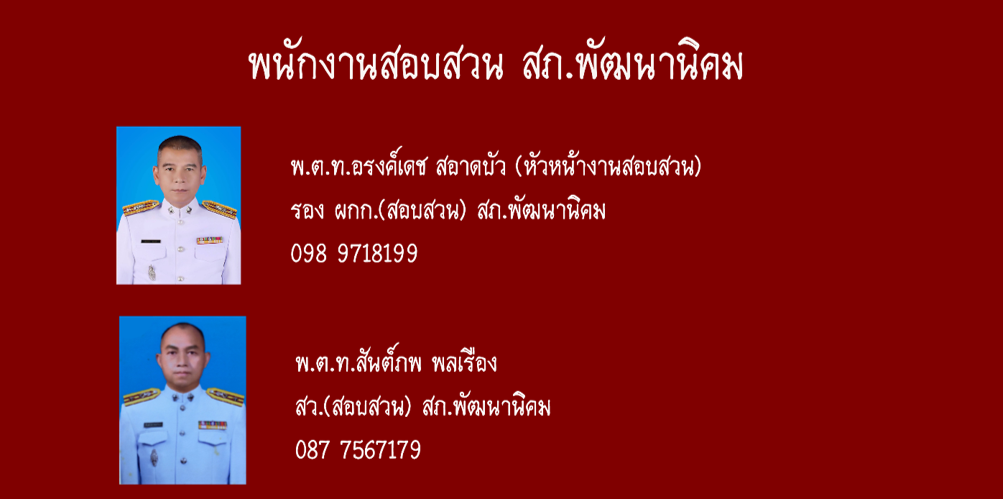 พนักงานสอบสวน สภ.พัฒนานิคม
พ.ต.ท.อรงค์เดช สอาดบัว (หัวหน้างานสอบสวน)
รอง ผกก.(สอบสวน) สภ.พัฒนานิคม
098 9718199
พ.ต.ท.สันต์ภพ พลเรือง
สว.(สอบสวน) สภ.พัฒนานิคม
087 7567179